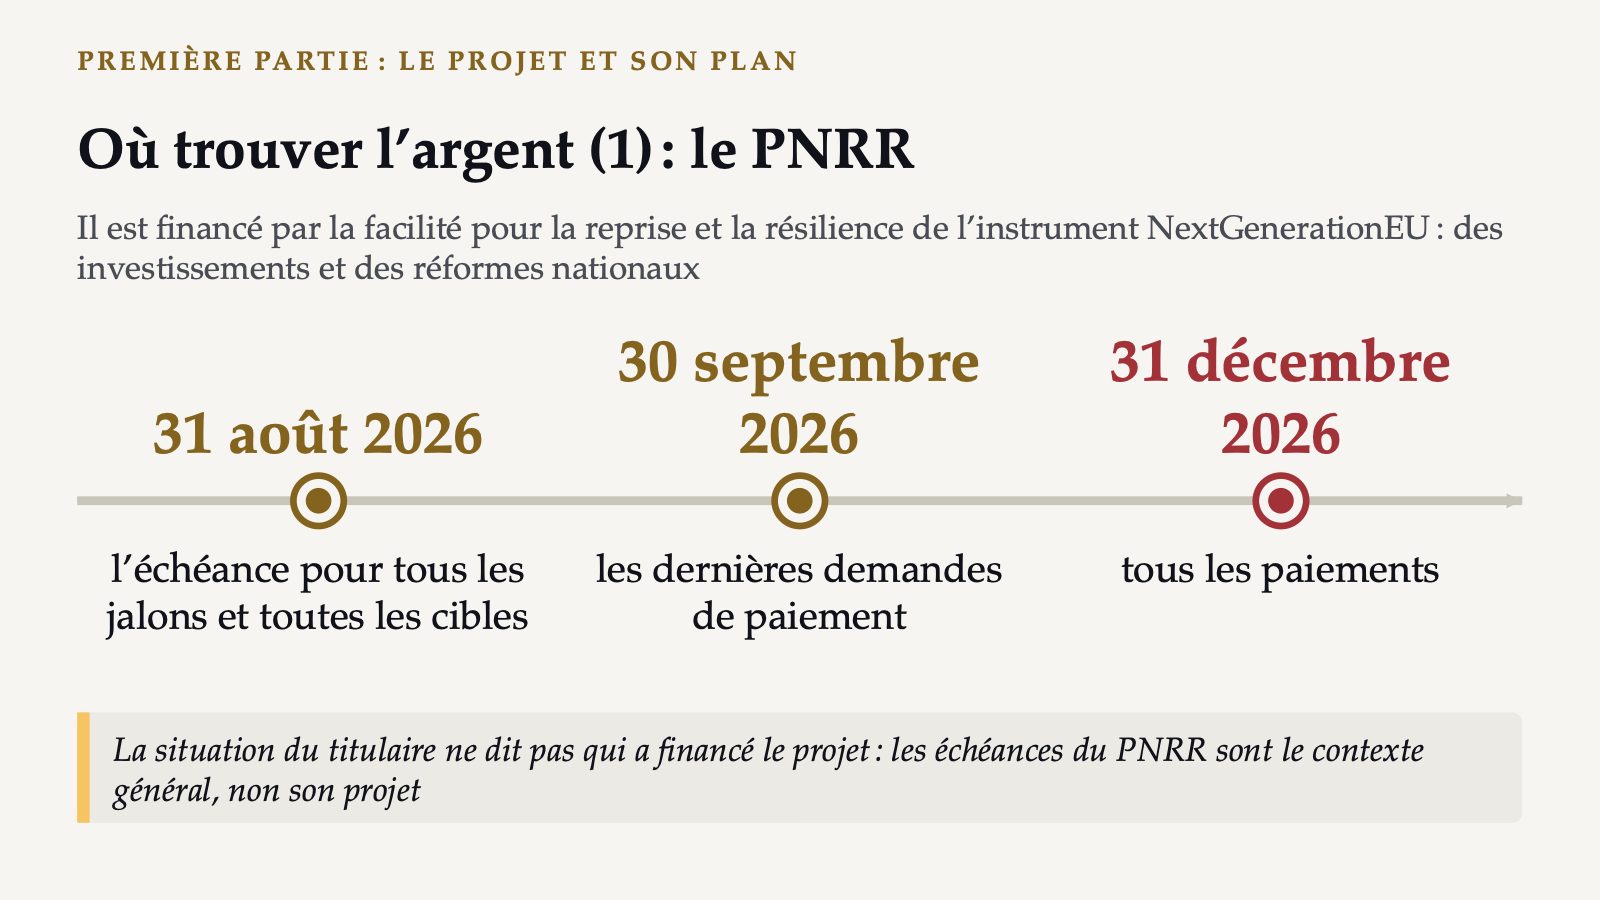 PREMIÈRE PARTIE : LE PROJET ET SON PLAN
Où trouver l’argent (1) : le PNRR
Il est financé par la facilité pour la reprise et la résilience de l’instrument NextGenerationEU : des
investissements et des réformes nationaux
31 août 2026
30 septembre
2026
31 décembre
2026
l’échéance pour tous les
jalons et toutes les cibles
les dernières demandes
de paiement
tous les paiements
La situation du titulaire ne dit pas qui a financé le projet : les échéances du PNRR sont le contexte
général, non son projet